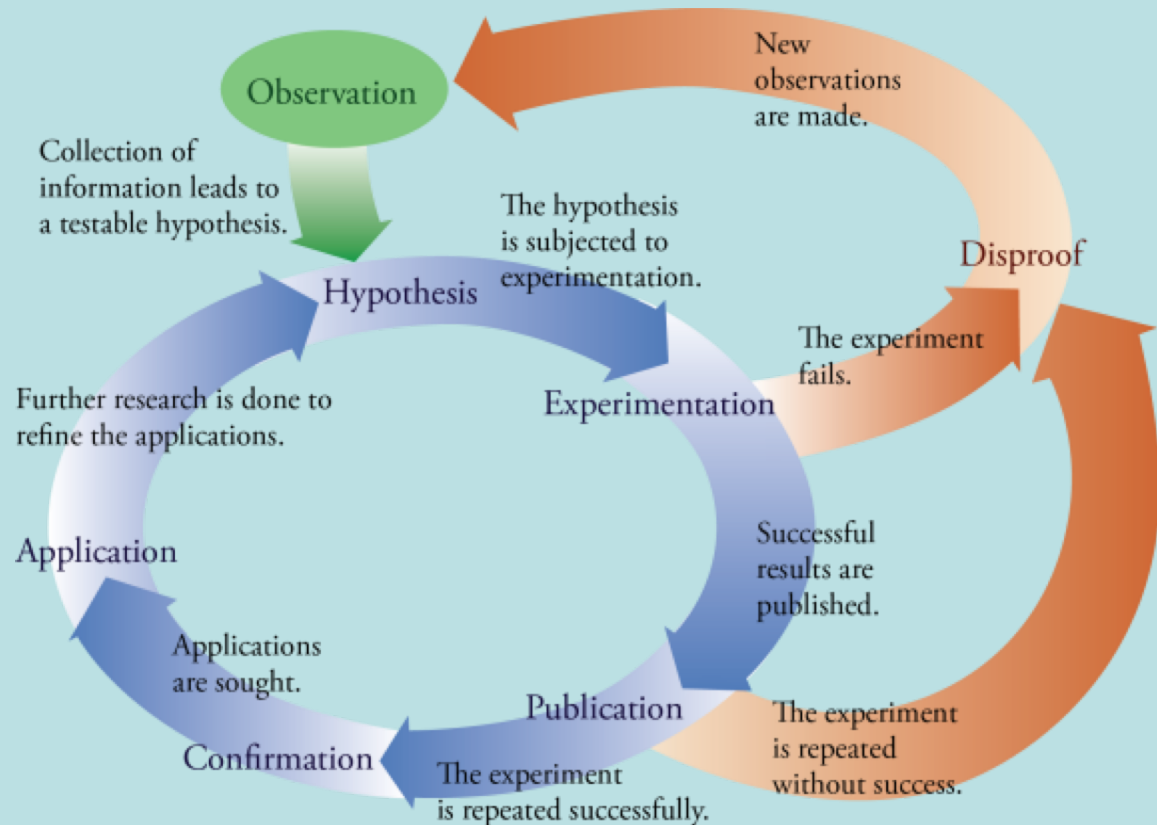 Observation
Collection of
information leads to
a testable hypothesis.
Hypothesis
The hypothesis
is subjected to
experimentation.
Experimentation
The experiment
fails.
Disproof
New
observations
are made.
Successful
results are
published.
Publication
The experiment
is repeated
without success.
The experiment
is repeated successfully.
Confirmation
Applications
are sought.
Application
Further research is done to
refine the applications.